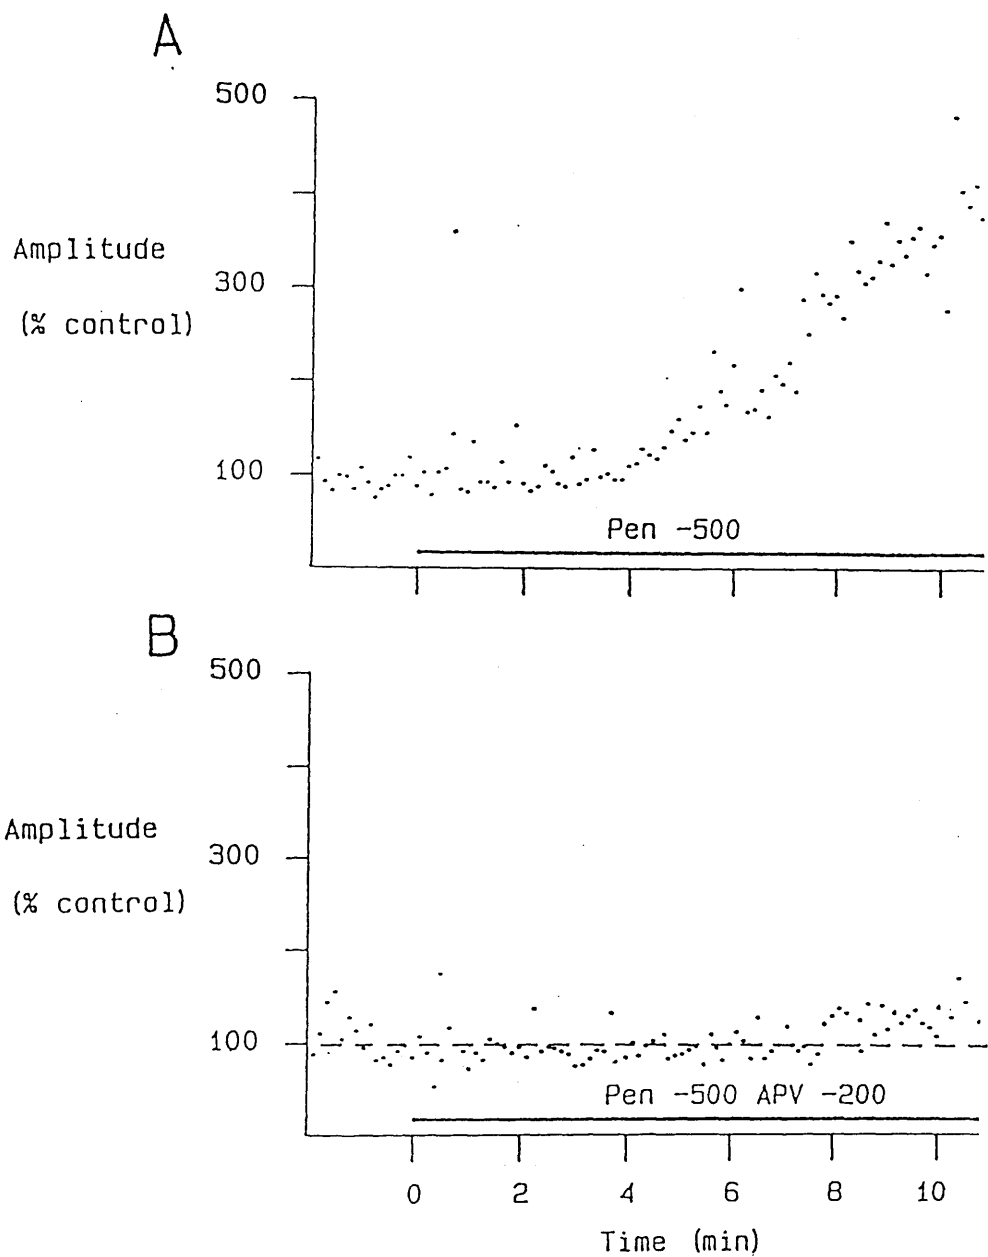 A
500
Amplitude
300
(% control)
100
Pen -500
B
500
Amplitude
300
(% control)
100
Pen -500 APV -200
0 2 4 6 8 10
Time (min)